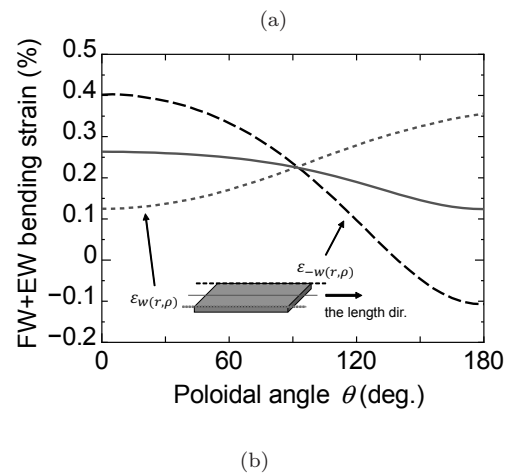 (a)
FW+EW bending strain (%)
0.5
0.4
0.3
0.2
0.1
0
-0.1
-0.2
ε_w(r,ρ)
ε_-w(r,ρ)
the length dir.
0
60
120
180
Poloidal angle θ (deg.)
(b)